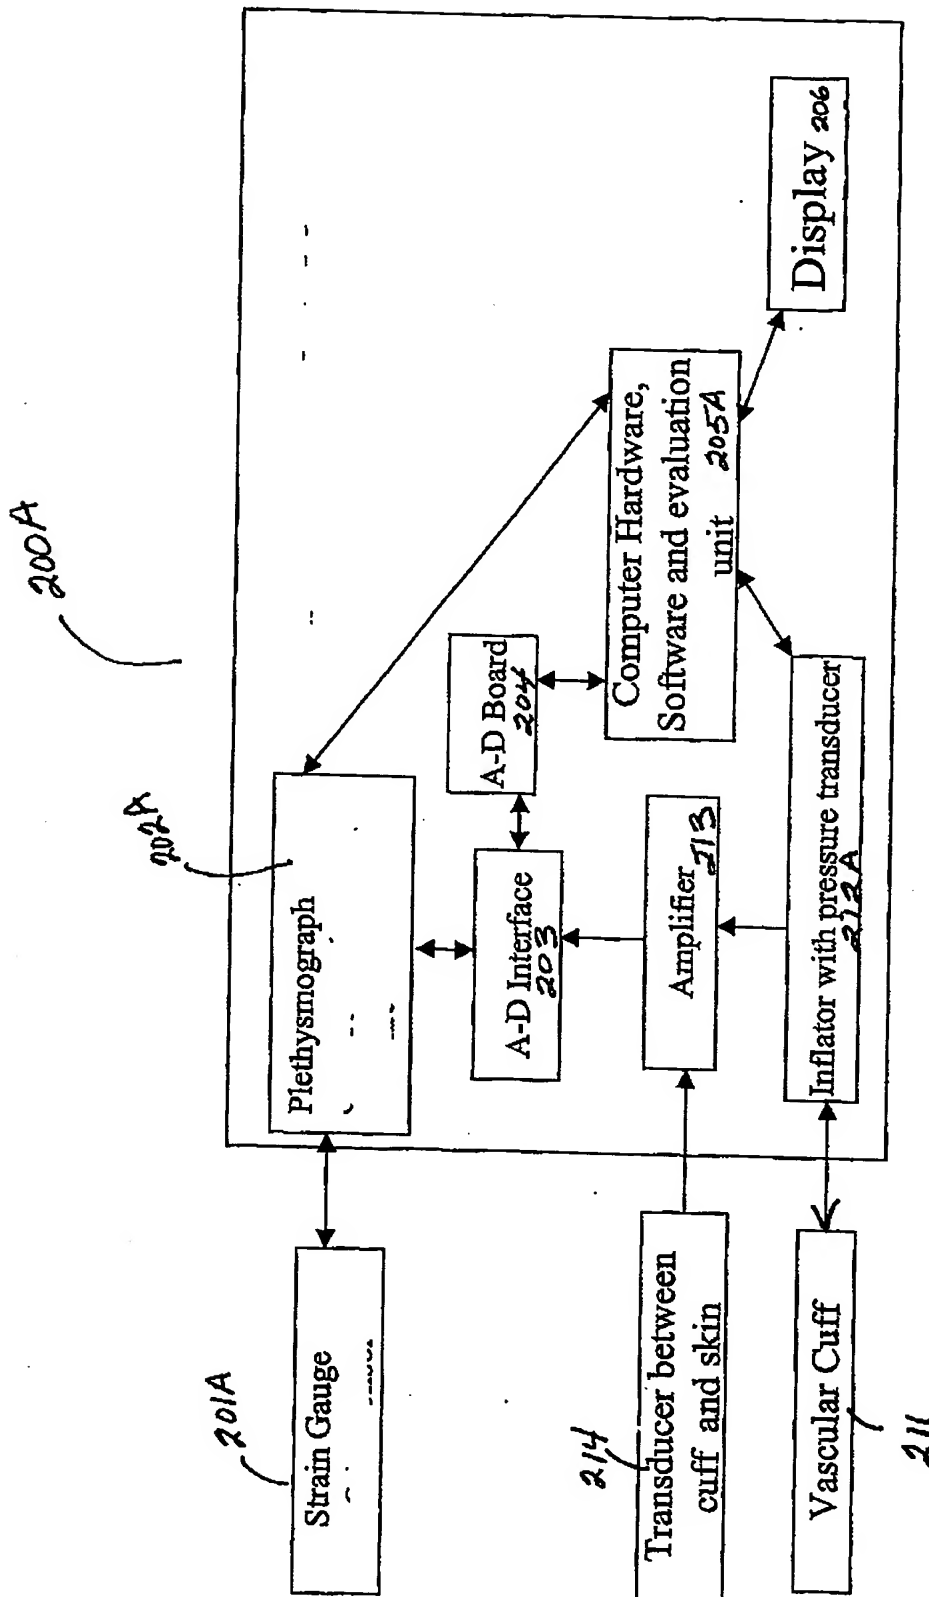 200A
201A
Strain Gauge
202A
Plethysmograph
A-D Interface
203
A-D Board
204
Computer Hardware,
Software and evaluation
unit 205A
Display 206
214
Transducer between
cuff and skin
Amplifier 213
Vascular Cuff
211
Inflator with pressure transducer
212A